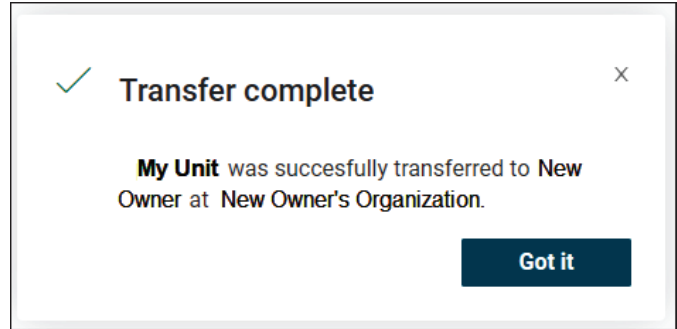 Transfer complete
X
My Unit was succesfully transferred to New
Owner at New Owner's Organization.
Got it